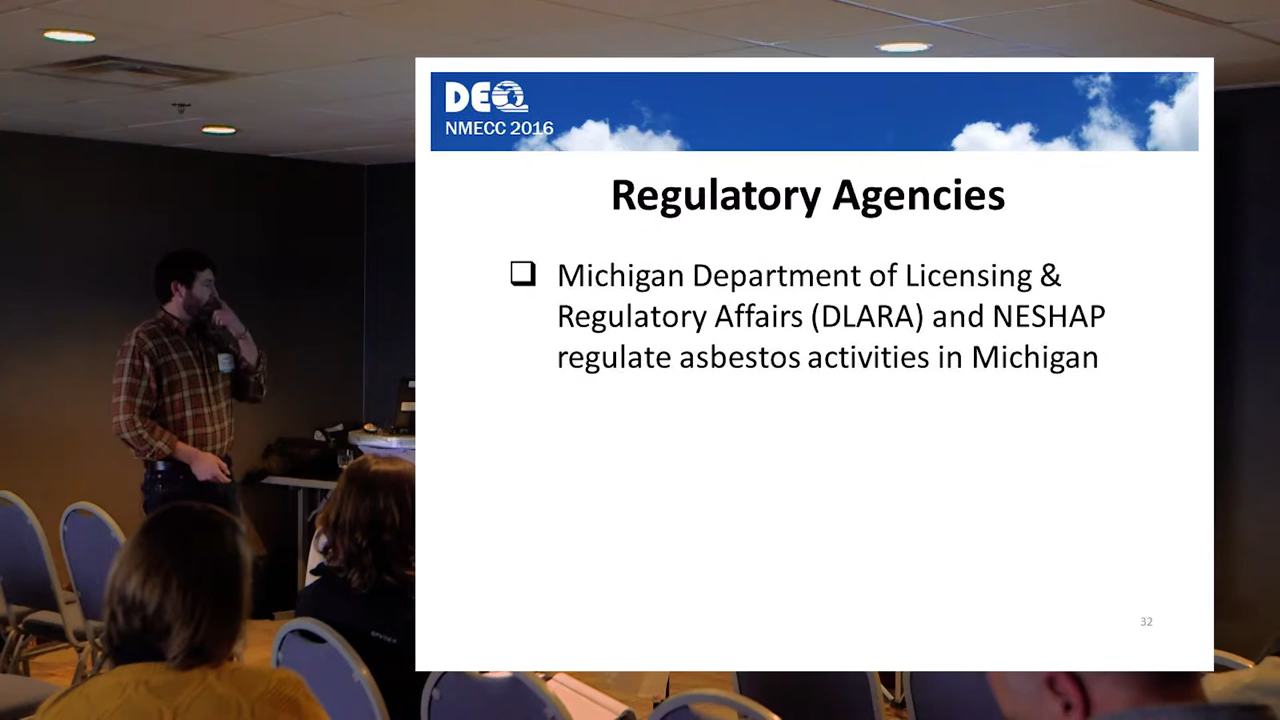 DEQ
NMECC 2016
Regulatory Agencies
❑ Michigan Department of Licensing &
Regulatory Affairs (DLARA) and NESHAP
regulate asbestos activities in Michigan
32